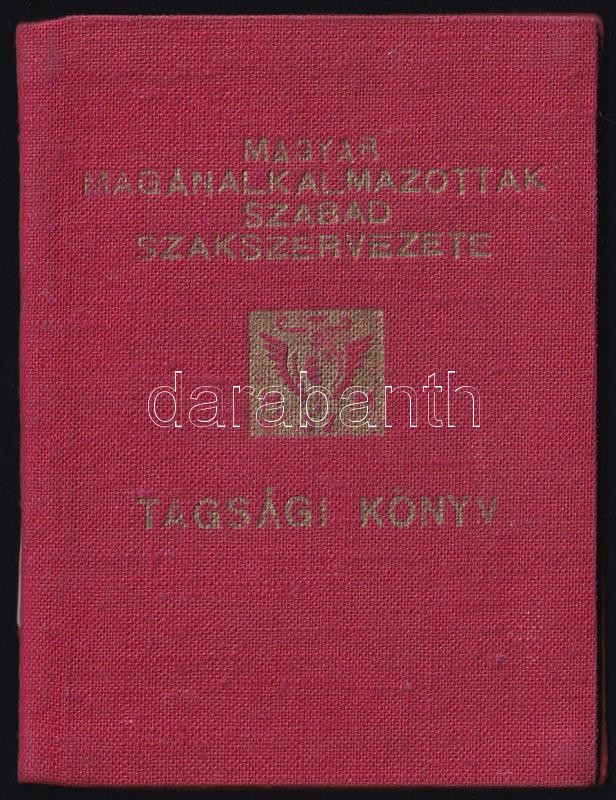 MAGYAR
MAGÁNALKALMAZOTTAK
SZABAD
SZAKSZERVEZETE
darabanth
TAGSÁGI KÖNYV